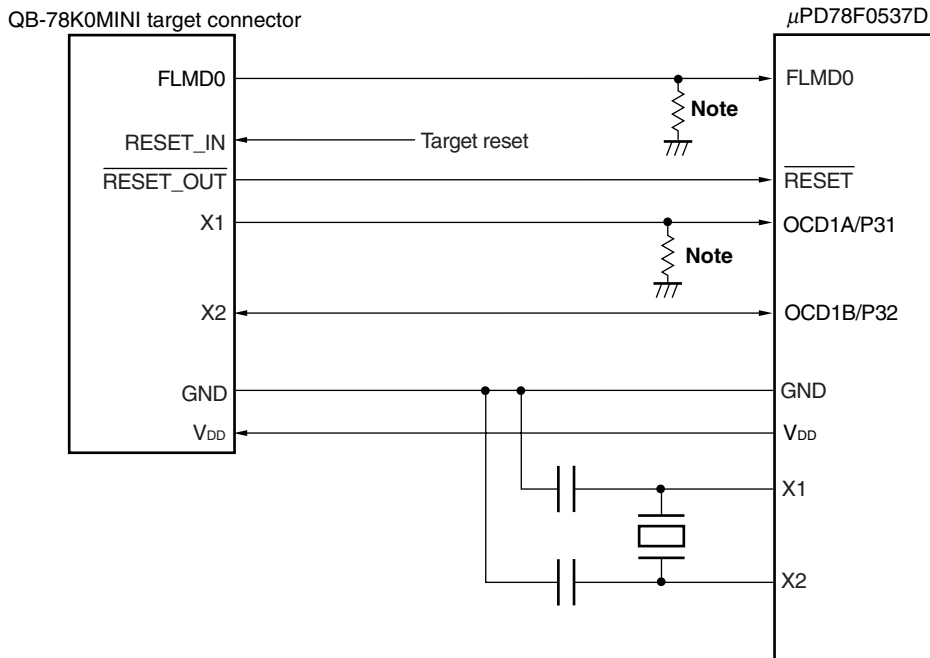 QB-78K0MINI target connector
µPD78F0537D
FLMD0
FLMD0
Note
RESET_IN
Target reset
RESET_OUT
RESET
X1
OCD1A/P31
Note
X2
OCD1B/P32
GND
GND
VDD
VDD
X1
X2